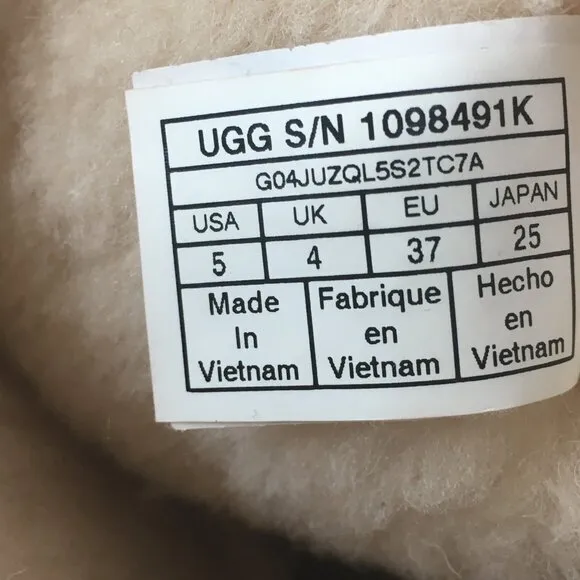 UGG S/N 1098491K
G04JUZQL5S2TC7A
USA UK EU JAPAN
5 4 37 25
Made Fabrique Hecho
In en en
Vietnam Vietnam Vietnam